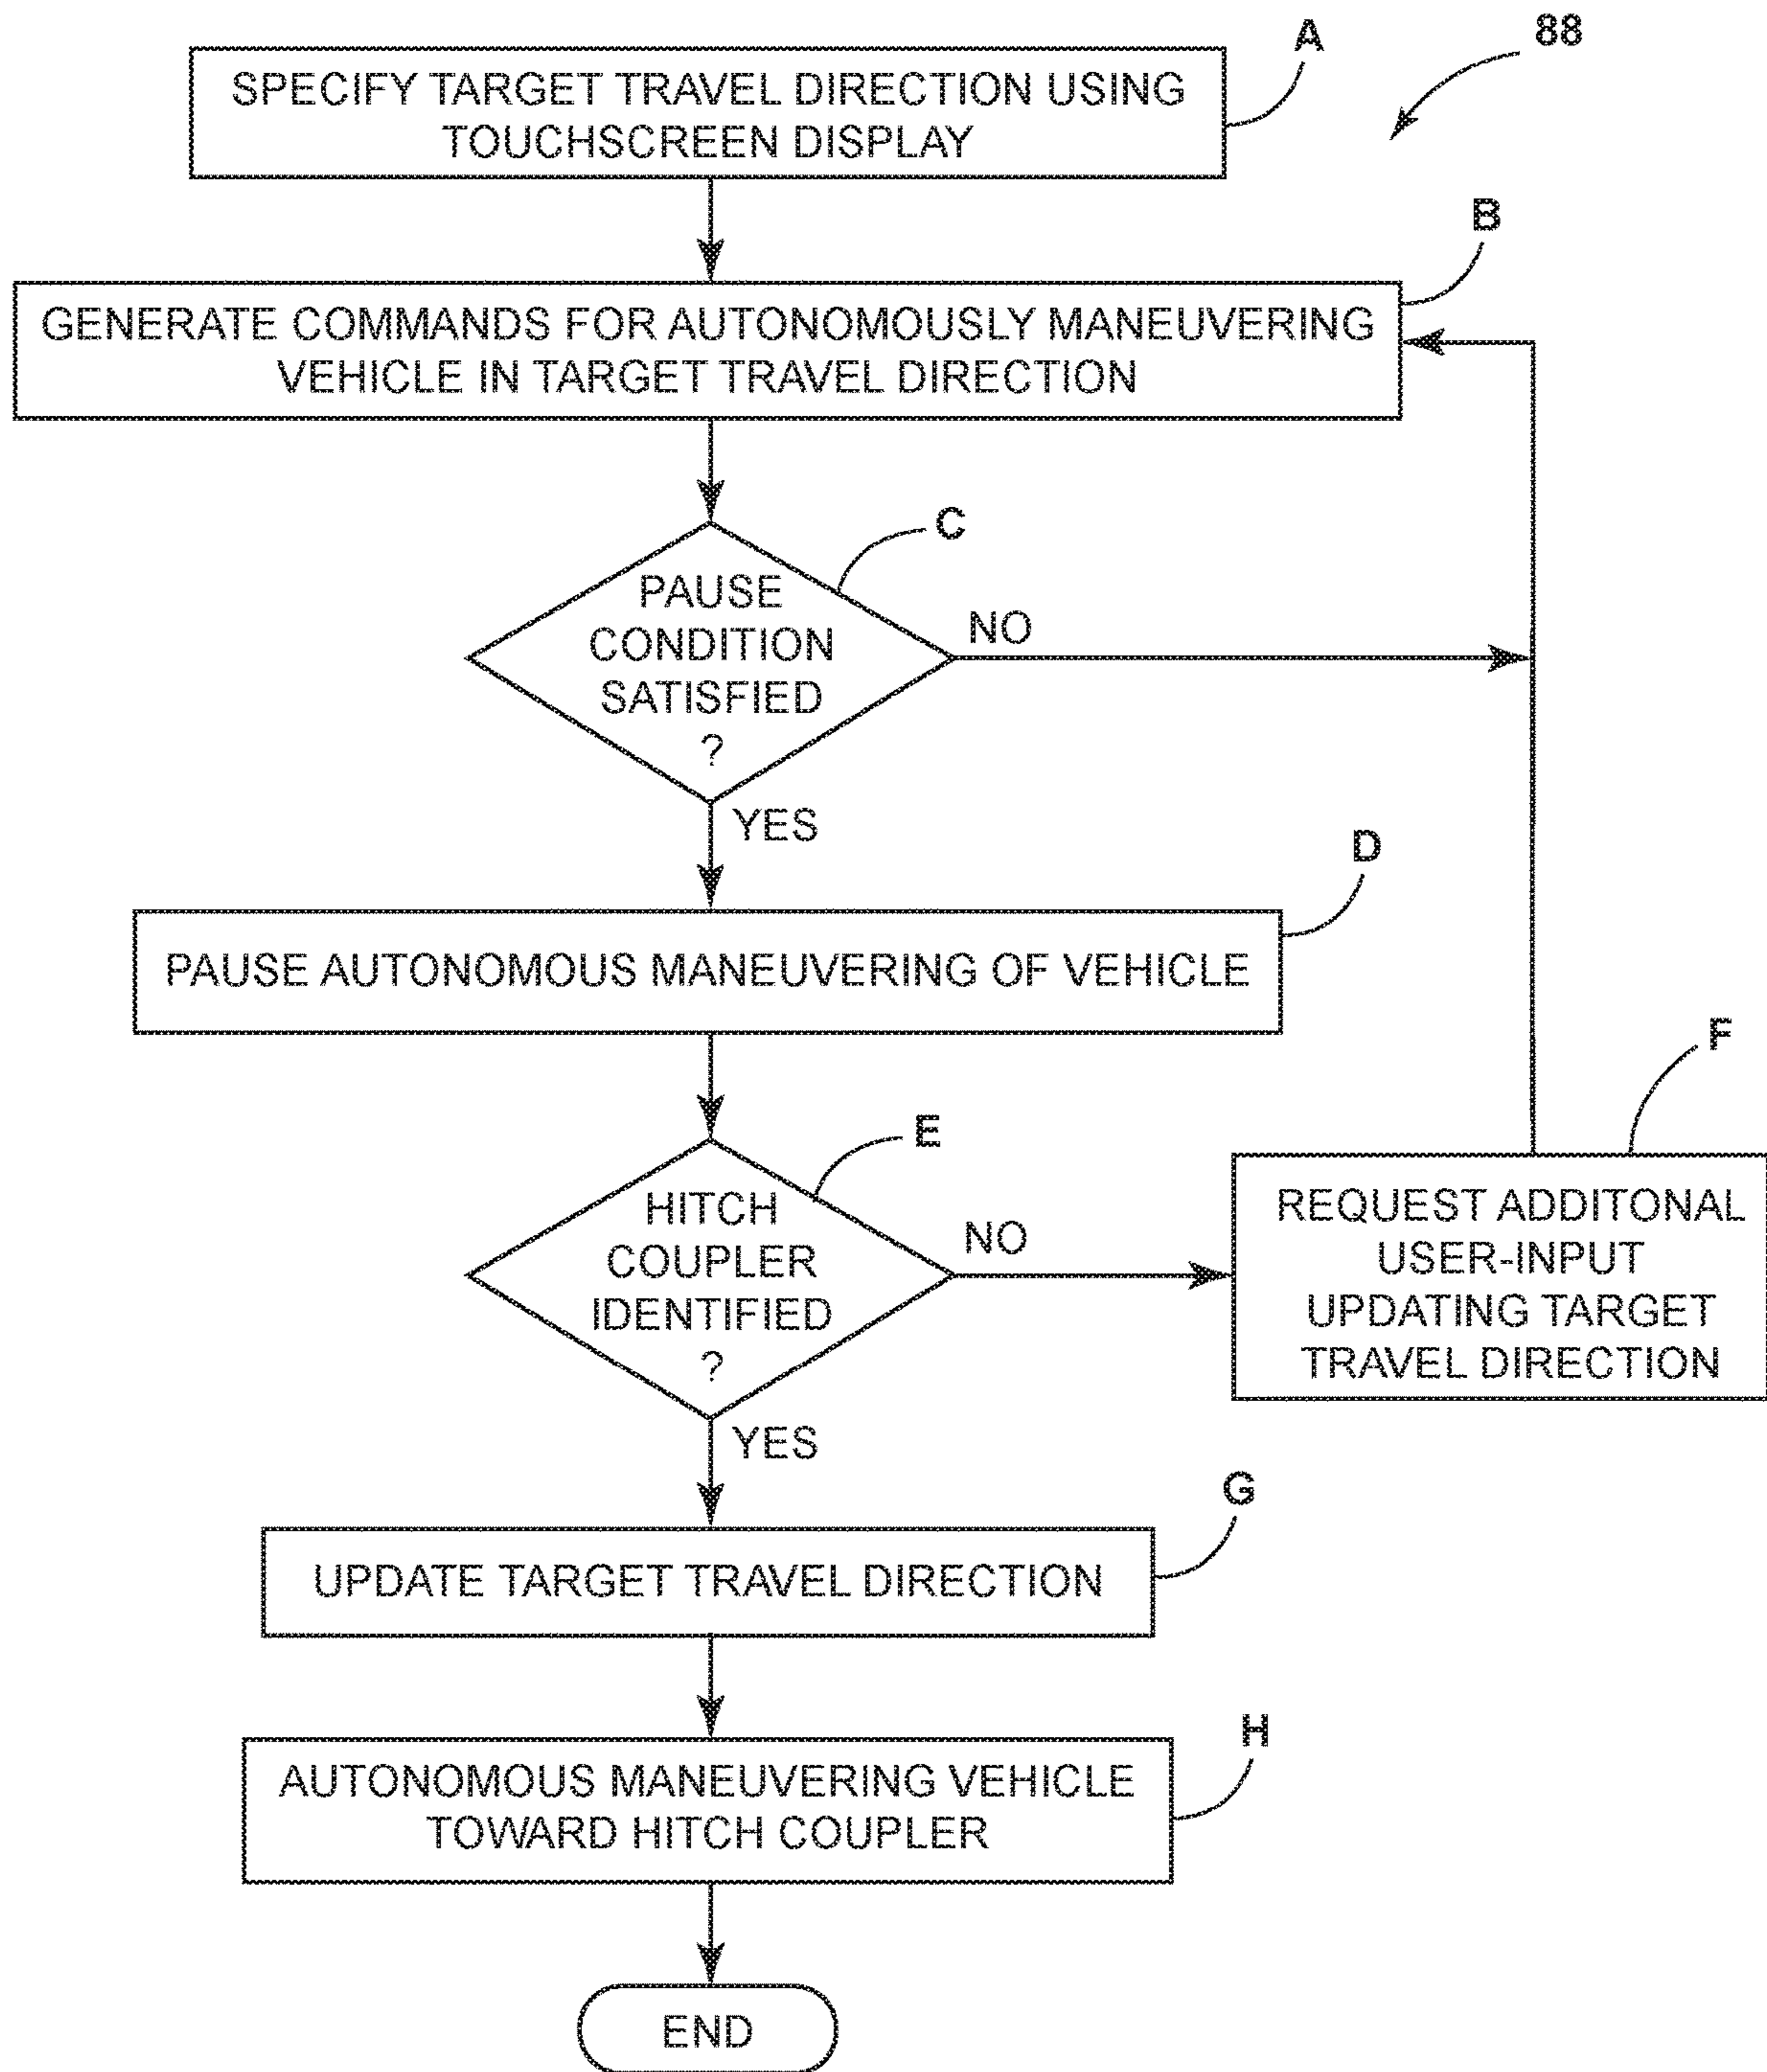 A
88
SPECIFY TARGET TRAVEL DIRECTION USING
TOUCHSCREEN DISPLAY
B
GENERATE COMMANDS FOR AUTONOMOUSLY MANEUVERING
VEHICLE IN TARGET TRAVEL DIRECTION
C
PAUSE
CONDITION
SATISFIED
?
NO
YES
D
PAUSE AUTONOMOUS MANEUVERING OF VEHICLE
E
HITCH
COUPLER
IDENTIFIED
?
NO
F
REQUEST ADDITONAL
USER-INPUT
UPDATING TARGET
TRAVEL DIRECTION
YES
G
UPDATE TARGET TRAVEL DIRECTION
H
AUTONOMOUS MANEUVERING VEHICLE
TOWARD HITCH COUPLER
END